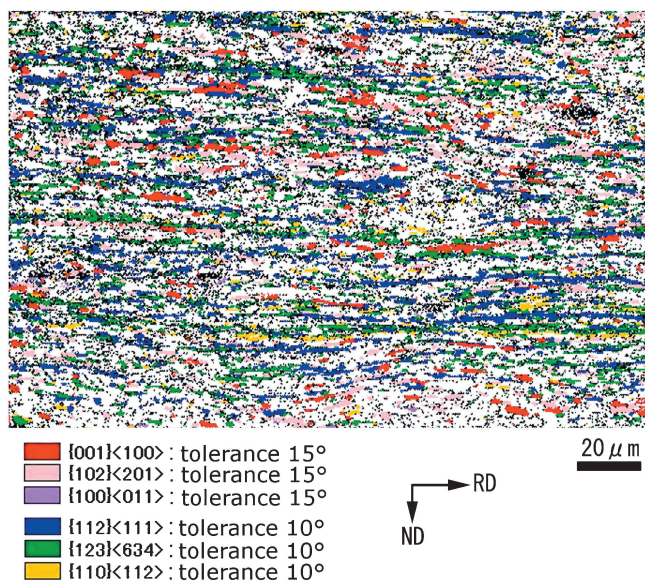 {001}<100>: tolerance 15°
{102}<201>: tolerance 15°
{100}<011>: tolerance 15°
{112}<111>: tolerance 10°
{123}<634>: tolerance 10°
{110}<112>: tolerance 10°
20 μm
RD
ND